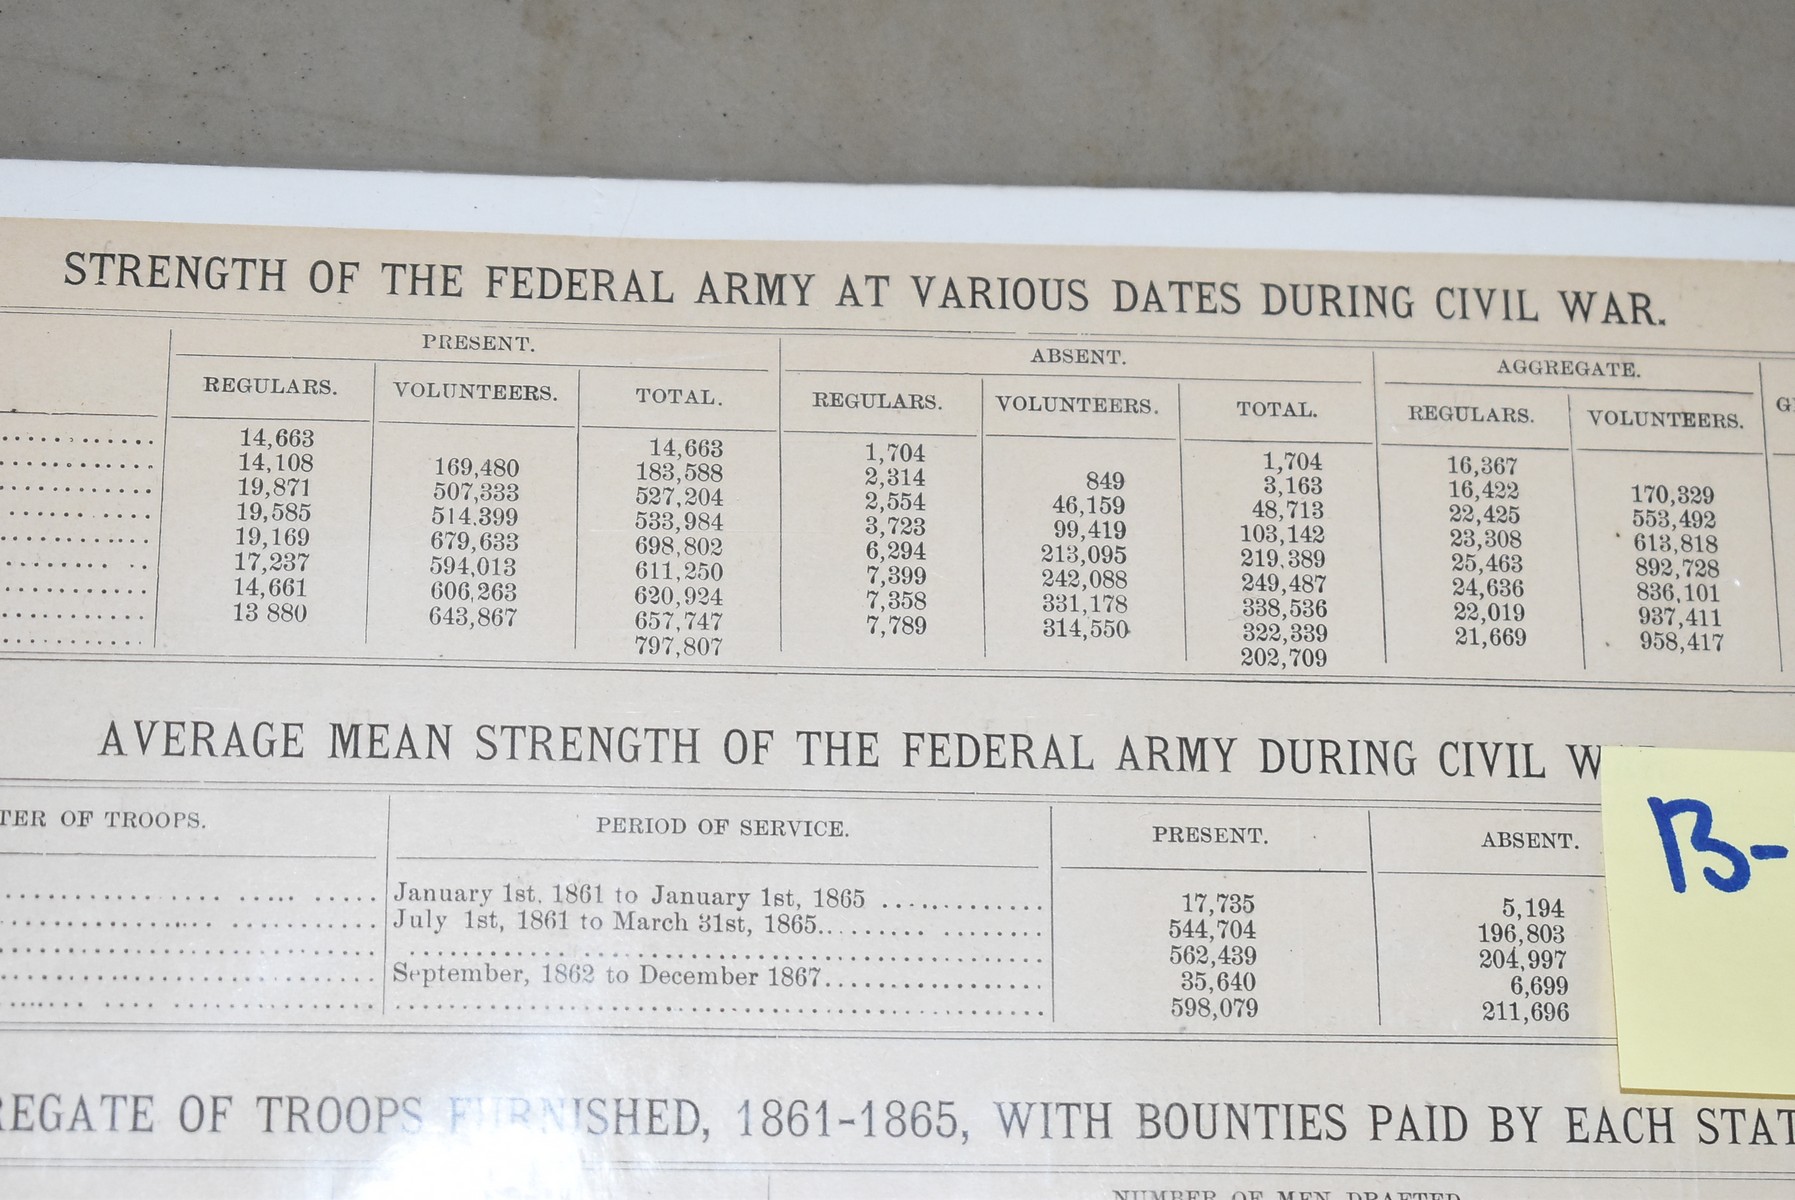 STRENGTH OF THE FEDERAL ARMY AT VARIOUS DATES DURING CIVIL WAR.
PRESENT. ABSENT. AGGREGATE.
REGULARS. VOLUNTEERS. TOTAL. REGULARS. VOLUNTEERS. TOTAL. REGULARS. VOLUNTEERS.
14,663 14,663 1,704 1,704 16,367
14,108 169,480 183,588 2,314 849 3,163 16,422 170,329
19,871 507,333 527,204 2,554 46,159 48,713 22,425 553,492
19,585 514,399 533,984 3,723 99,419 103,142 23,308 613,818
19,169 679,633 698,802 6,294 213,095 219,389 25,463 892,728
17,237 594,013 611,250 7,399 242,088 249,487 24,636 836,101
14,661 606,263 620,924 7,358 331,178 338,536 22,019 937,411
13 880 643,867 657,747 7,789 314,550 322,339 21,669 958,417
797,807 202,709
AVERAGE MEAN STRENGTH OF THE FEDERAL ARMY DURING CIVIL W
TER OF TROOPS. PERIOD OF SERVICE. PRESENT. ABSENT.
January 1st, 1861 to January 1st, 1865 17,735 5,194
July 1st, 1861 to March 31st, 1865 544,704 196,803
562,439 204,997
September, 1862 to December 1867 35,640 6,699
598,079 211,696
B-
REGATE OF TROOPS FURNISHED, 1861-1865, WITH BOUNTIES PAID BY EACH STAT
NUMBER OF MEN DRAFTED